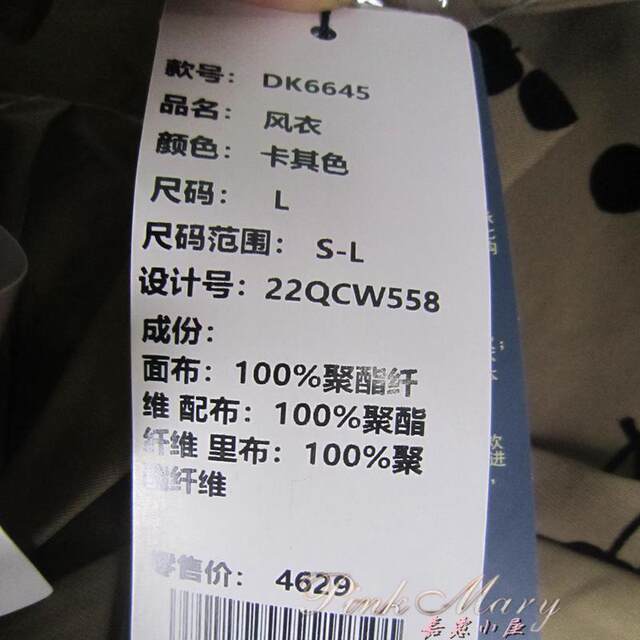 款号: DK6645
品名: 风衣
颜色: 卡其色
尺码: L
尺码范围: S-L
设计号: 22QCW558
成份:
面布: 100%聚酯纤
维 配布: 100%聚酯
纤维 里布: 100%聚
酯纤维
零售价: 4629
Pink Mary